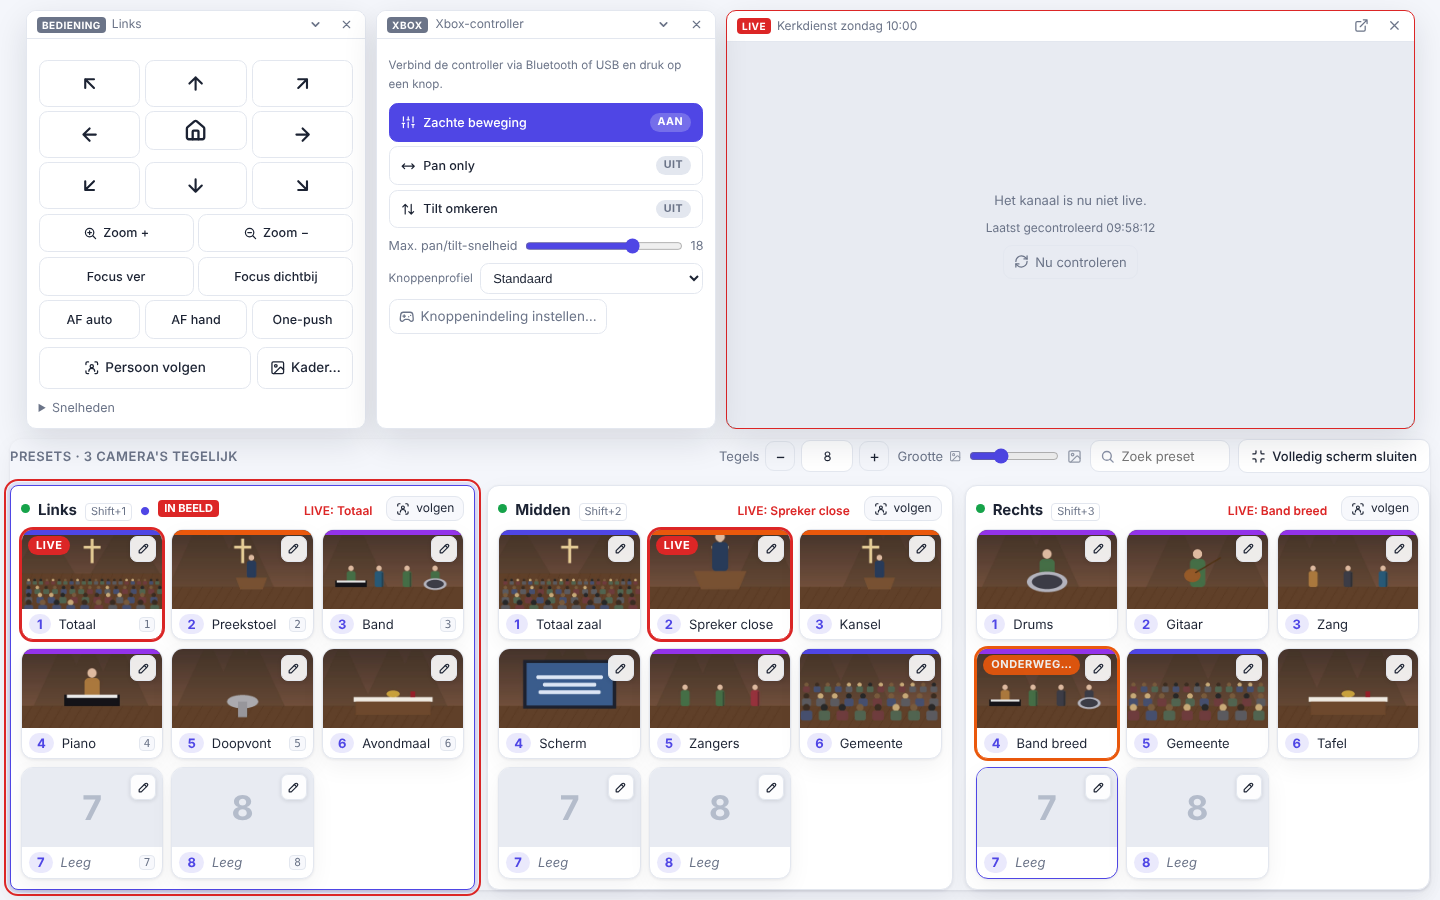 BEDIENING Links
Zoom +
Zoom −
Focus ver
Focus dichtbij
AF auto
AF hand
One-push
Persoon volgen
Kader...
Snelheden
XBOX Xbox-controller
Verbind de controller via Bluetooth of USB en druk op
een knop.
Zachte beweging AAN
Pan only UIT
Tilt omkeren UIT
Max. pan/tilt-snelheid 18
Knoppenprofiel Standaard
Knoppenindeling instellen...
LIVE Kerkdienst zondag 10:00
Het kanaal is nu niet live.
Laatst gecontroleerd 09:58:12
Nu controleren
PRESETS · 3 CAMERA'S TEGELIJK
Tegels − 8 +
Grootte
Zoek preset
Volledig scherm sluiten
Links Shift+1 IN BEELD LIVE: Totaal volgen
LIVE
1 Totaal 1
2 Preekstoel 2
3 Band 3
4 Piano 4
5 Doopvont 5
6 Avondmaal 6
7
7 Leeg 7
8
8 Leeg 8
Midden Shift+2 LIVE: Spreker close volgen
1 Totaal zaal
LIVE
2 Spreker close
3 Kansel
4 Scherm
5 Zangers
6 Gemeente
7
7 Leeg
8
8 Leeg
Rechts Shift+3 LIVE: Band breed volgen
1 Drums
2 Gitaar
3 Zang
ONDERWEG...
4 Band breed
5 Gemeente
6 Tafel
7
7 Leeg
8
8 Leeg